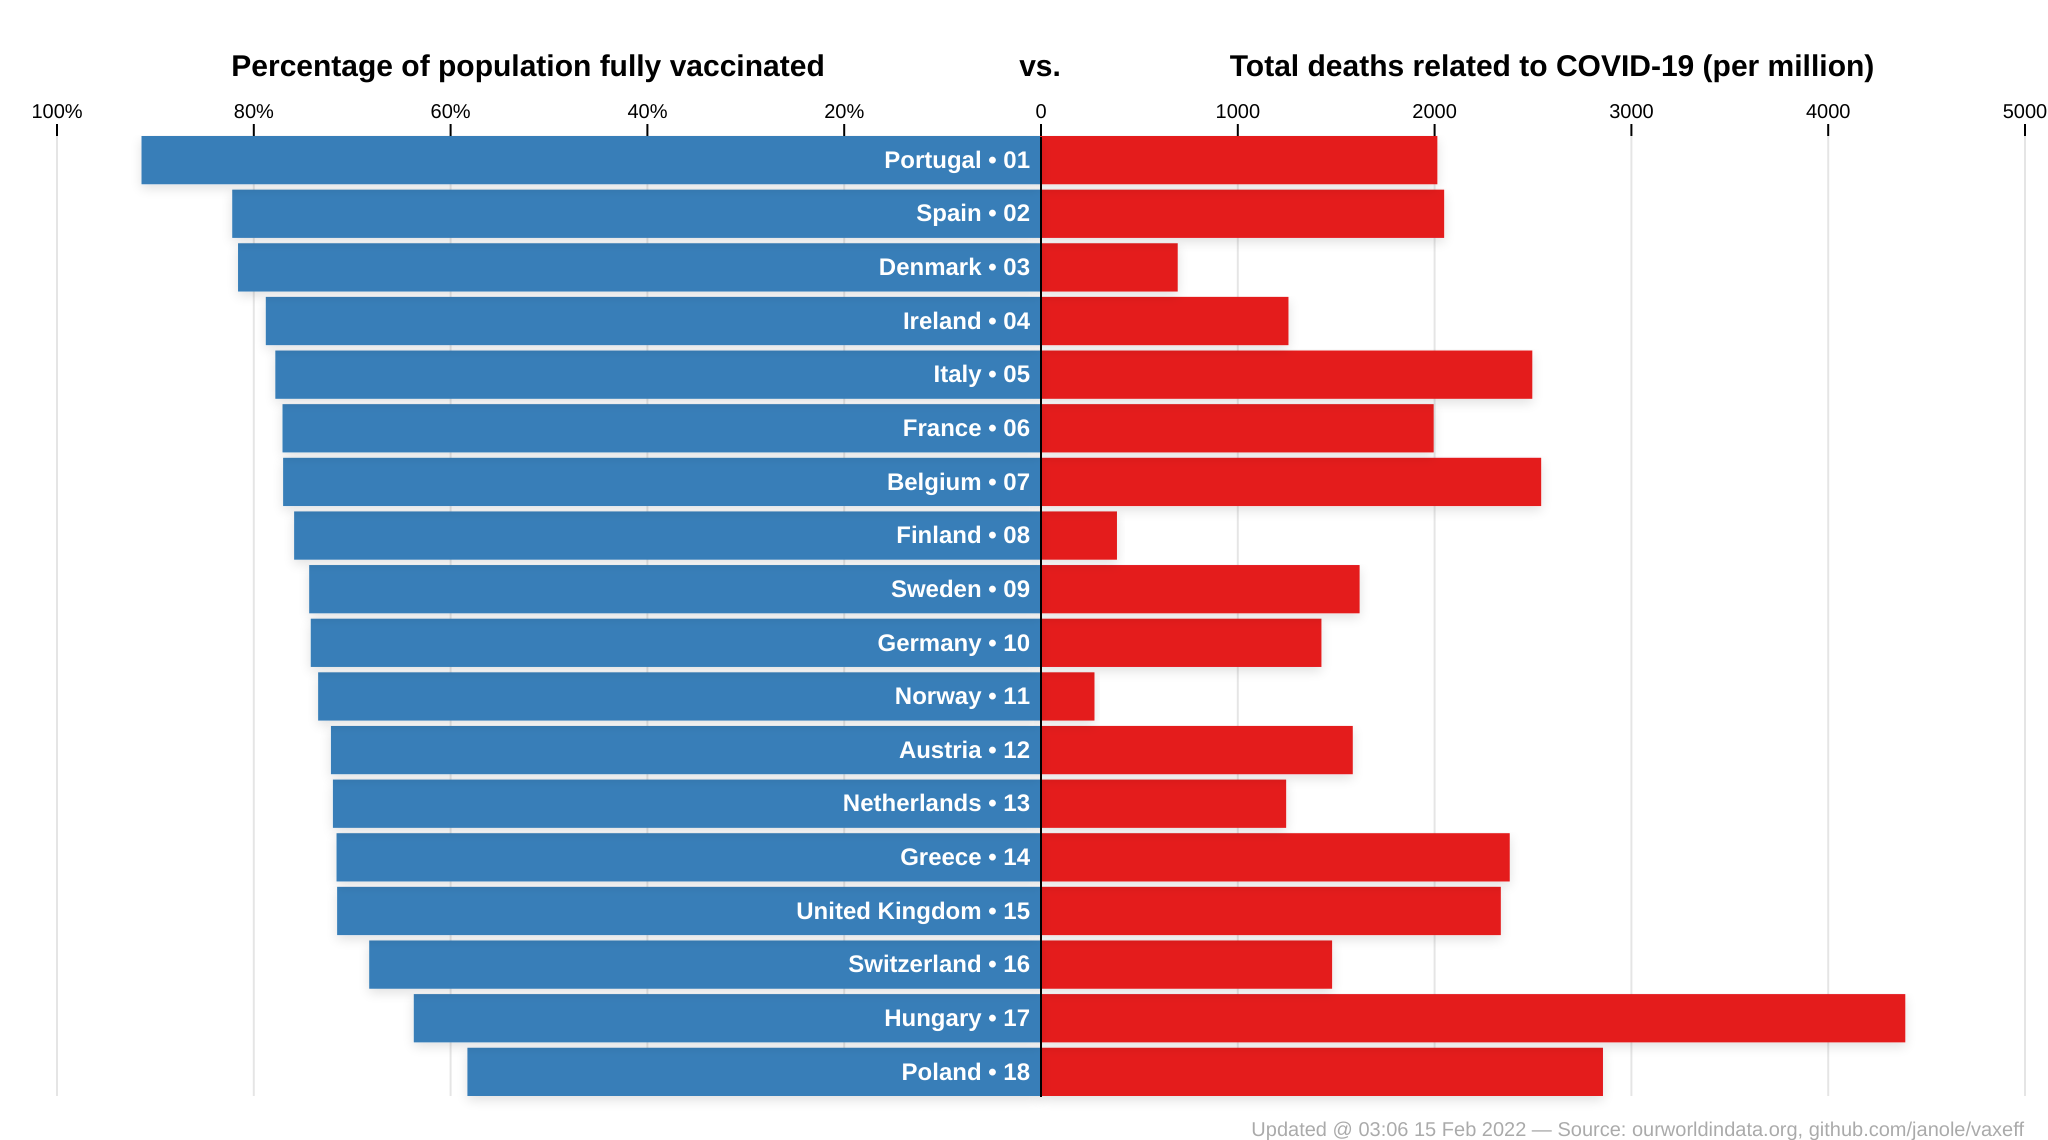 Percentage of population fully vaccinated vs. Total deaths related to COVID-19 (per million)
100% 80% 60% 40% 20% 0 1000 2000 3000 4000 5000
Portugal • 01
Spain • 02
Denmark • 03
Ireland • 04
Italy • 05
France • 06
Belgium • 07
Finland • 08
Sweden • 09
Germany • 10
Norway • 11
Austria • 12
Netherlands • 13
Greece • 14
United Kingdom • 15
Switzerland • 16
Hungary • 17
Poland • 18
Updated @ 03:06 15 Feb 2022 — Source: ourworldindata.org, github.com/janole/vaxeff